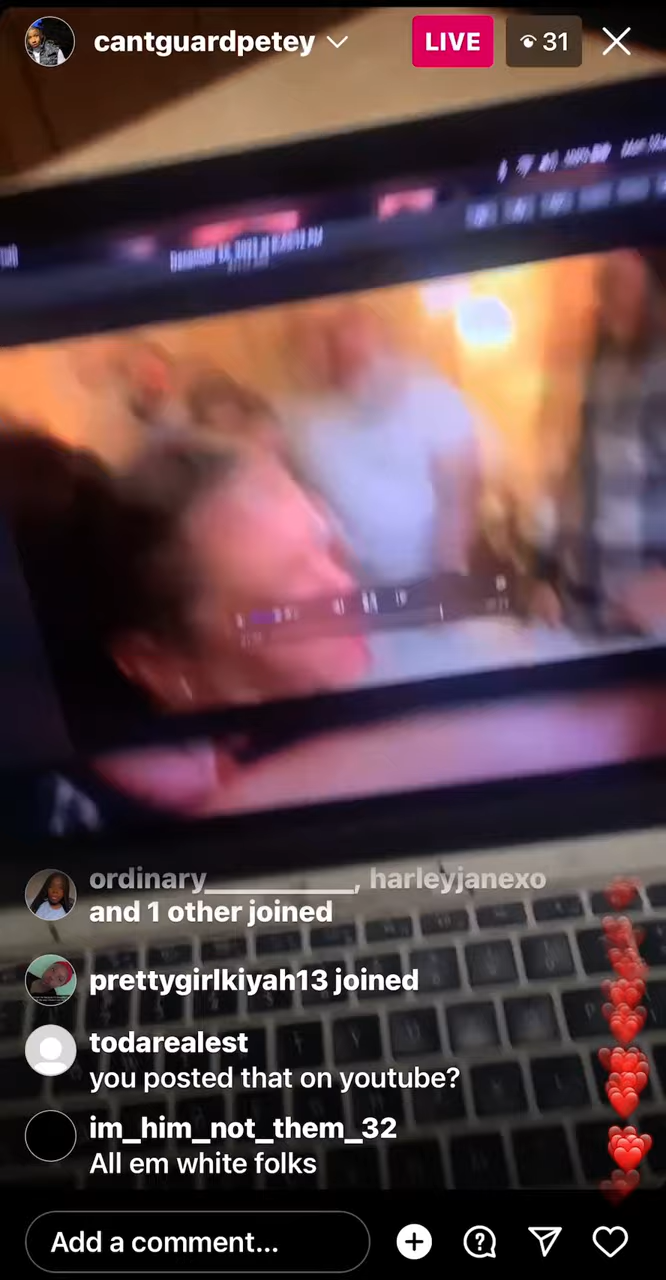 cantguardpetey
LIVE
31
ordinary___________, harleyjanexo
and 1 other joined
prettygirlkiyah13 joined
todarealest
you posted that on youtube?
im_him_not_them_32
All em white folks
Add a comment...